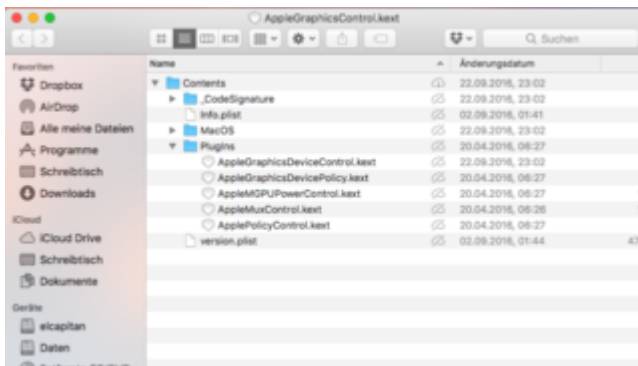 AppleGraphicsControl.kext
Suchen
Favoriten
Dropbox
AirDrop
Alle meine Dateien
Programme
Schreibtisch
Downloads
iCloud
iCloud Drive
Schreibtisch
Dokumente
Geräte
elcapitan
Daten
Name Änderungsdatum
Contents 22.09.2016, 23:02
_CodeSignature 22.09.2016, 23:02
Info.plist 02.09.2016, 01:41
MacOS 22.09.2016, 23:02
PlugIns 20.04.2016, 06:27
AppleGraphicsDeviceControl.kext 22.09.2016, 23:02
AppleGraphicsDevicePolicy.kext 20.04.2016, 06:27
AppleMGPUPowerControl.kext 20.04.2016, 06:27
AppleMuxControl.kext 20.04.2016, 06:26
ApplePolicyControl.kext 20.04.2016, 06:27
version.plist 02.09.2016, 01:44 47